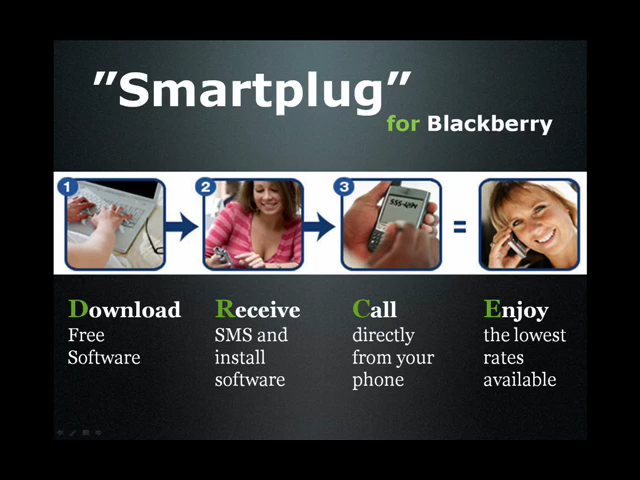 ”Smartplug”
for Blackberry
1
2
3
=
Download
Free
Software
Receive
SMS and
install
software
Call
directly
from your
phone
Enjoy
the lowest
rates
available